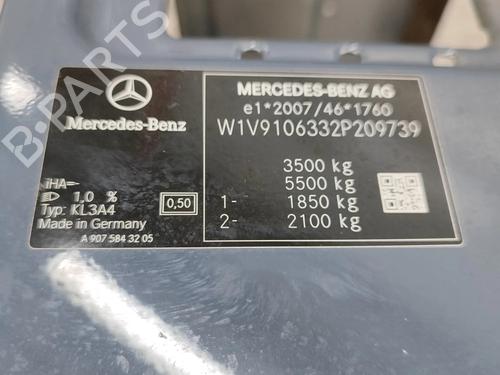 B-PARTS
Mercedes-Benz
iHA
1.0 %
Typ: KL3A4
0,50
Made in Germany
A 907 584 32 05
MERCEDES-BENZ AG
e1*2007/46*1760
W1V9106332P209739
3500 kg
5500 kg
1- 1850 kg
2- 2100 kg